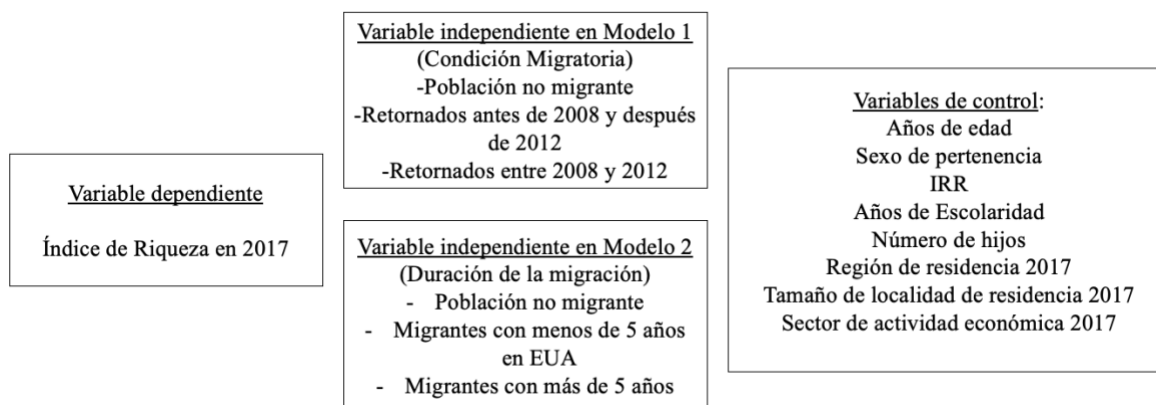 Variable dependiente
Índice de Riqueza en 2017
Variable independiente en Modelo 1
(Condición Migratoria)
-Población no migrante
-Retornados antes de 2008 y después
de 2012
-Retornados entre 2008 y 2012
Variable independiente en Modelo 2
(Duración de la migración)
- Población no migrante
- Migrantes con menos de 5 años
en EUA
- Migrantes con más de 5 años
Variables de control:
Años de edad
Sexo de pertenencia
IRR
Años de Escolaridad
Número de hijos
Región de residencia 2017
Tamaño de localidad de residencia 2017
Sector de actividad económica 2017